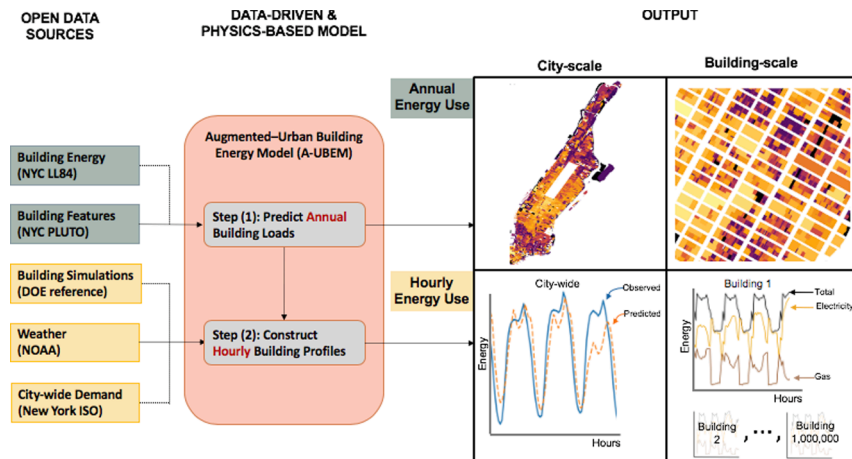 OPEN DATA
SOURCES
DATA-DRIVEN &
PHYSICS-BASED MODEL
OUTPUT
City-scale
Building-scale
Annual
Energy Use
Augmented–Urban Building
Energy Model (A-UBEM)
Building Energy
(NYC LL84)
Building Features
(NYC PLUTO)
Step (1): Predict Annual
Building Loads
Building Simulations
(DOE reference)
Weather
(NOAA)
City-wide Demand
(New York ISO)
Step (2): Construct
Hourly Building Profiles
Hourly
Energy Use
City-wide
Observed
Predicted
Energy
Hours
Building 1
Total
Electricity
Gas
Energy
Hours
Building
2
, ... ,
Building
1,000,000